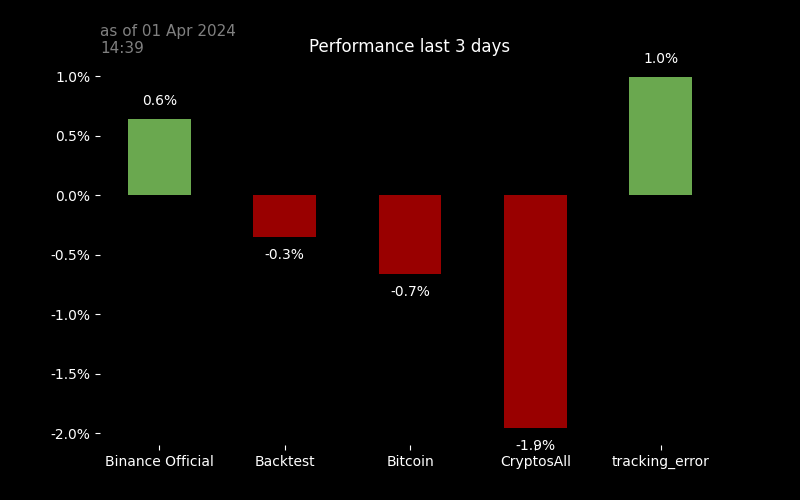 as of 01 Apr 2024
14:39
Performance last 3 days
1.0%
0.5%
0.0%
-0.5%
-1.0%
-1.5%
-2.0%
0.6%
-0.3%
-0.7%
-1.9%
1.0%
Binance Official
Backtest
Bitcoin
CryptosAll
tracking_error